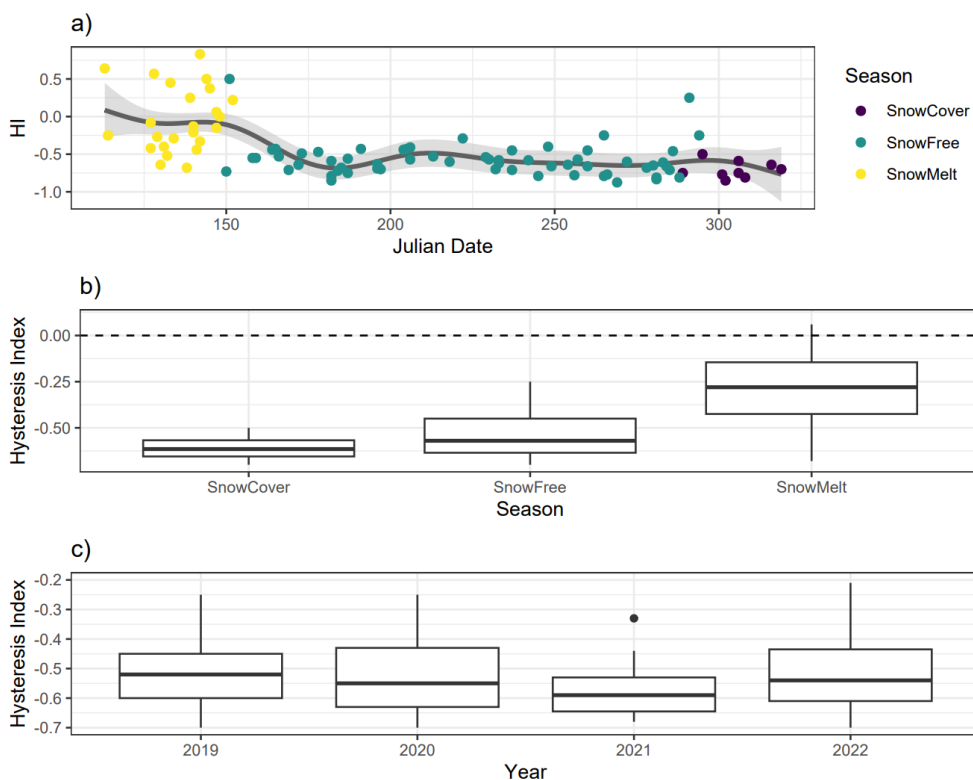 a)
HI
0.5
0.0
-0.5
-1.0
150 200 250 300
Julian Date
Season
SnowCover
SnowFree
SnowMelt
b)
Hysteresis Index
0.00
-0.25
-0.50
SnowCover SnowFree SnowMelt
Season
c)
Hysteresis Index
-0.2
-0.3
-0.4
-0.5
-0.6
-0.7
2019 2020 2021 2022
Year